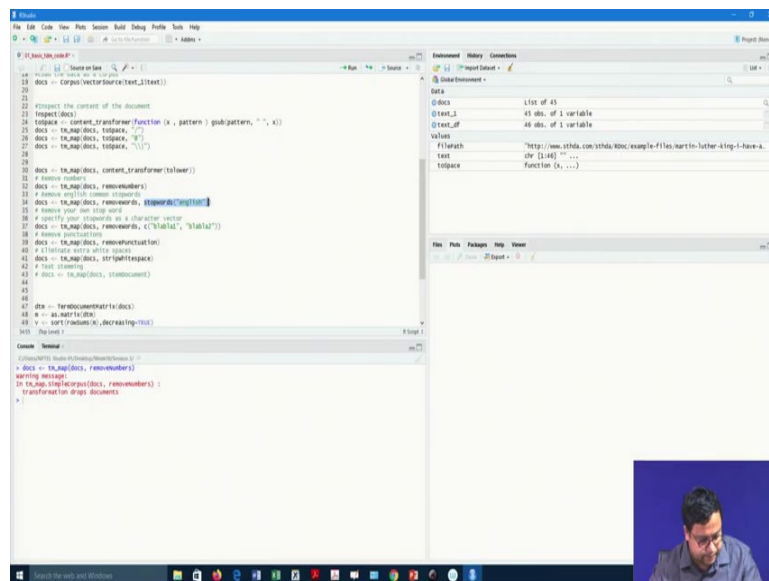 RStudio
File Edit Code View Plots Session Build Debug Profile Tools Help
Go to file/function Addins
Project: (None)
Source on Save Run Source
19 docs <- Corpus(VectorSource(text_1$text))
20
21
22 #Inspect the content of the document
23
24 toSpace <- content_transformer(function (x , pattern ) gsub(pattern, " ", x))
25 docs <- tm_map(docs, toSpace, "/")
26 docs <- tm_map(docs, toSpace, "@")
27 docs <- tm_map(docs, toSpace, "\\|")
28
29
30 docs <- tm_map(docs, content_transformer(tolower))
31 # Remove numbers
32 docs <- tm_map(docs, removeNumbers)
33 # Remove english common stopwords
34 docs <- tm_map(docs, removeWords, stopwords("english"))
35 # Remove your own stop word
36 # specify your stopwords as a character vector
37 docs <- tm_map(docs, removeWords, c("blabla1", "blabla2"))
38 # Remove punctuations
39 docs <- tm_map(docs, removePunctuation)
40 # Eliminate extra white spaces
41 docs <- tm_map(docs, stripWhitespace)
42 # Text stemming
43 # docs <- tm_map(docs, stemDocument)
44
45
46
47 dtm <- TermDocumentMatrix(docs)
48 m <- as.matrix(dtm)
49 v <- sort(rowSums(m),decreasing=TRUE)
(Top Level) R Script
Console Terminal
> docs <- tm_map(docs, removeNumbers)
Warning message:
In tm_map.SimpleCorpus(docs, removeNumbers) :
transformation drops documents
>
Environment History Connections
Import Dataset List
Global Environment
Data
docs List of 45
text_1 45 obs. of 1 variable
text_df 46 obs. of 1 variable
Values
filePath "http://www.sthda.com/sthda/RDoc/example-files/martin-luther-king-i-have-a.
text chr [1:46] "" ...
toSpace function (x, ...)
Files Plots Packages Help Viewer
Export
Search the web and Windows